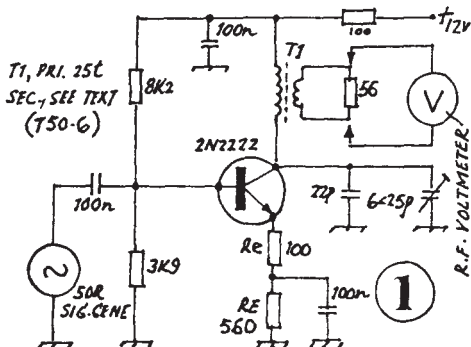 100n
100
+12V
T1, PRI. 25t
SEC, SEE TEXT
(T50-6)
8K2
T1
56
V
R.F. VOLTMETER.
2N2222
100n
22p
6-25p
3K9
Re
100
50R
SIG. GENE
RE
560
100n
1